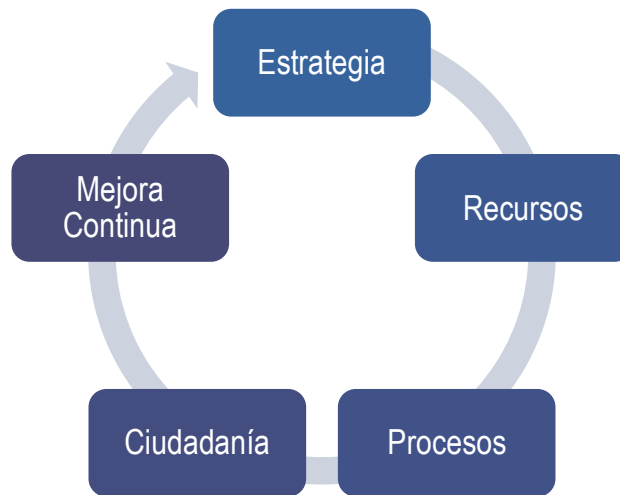 Estrategia
Recursos
Procesos
Ciudadanía
Mejora
Continua